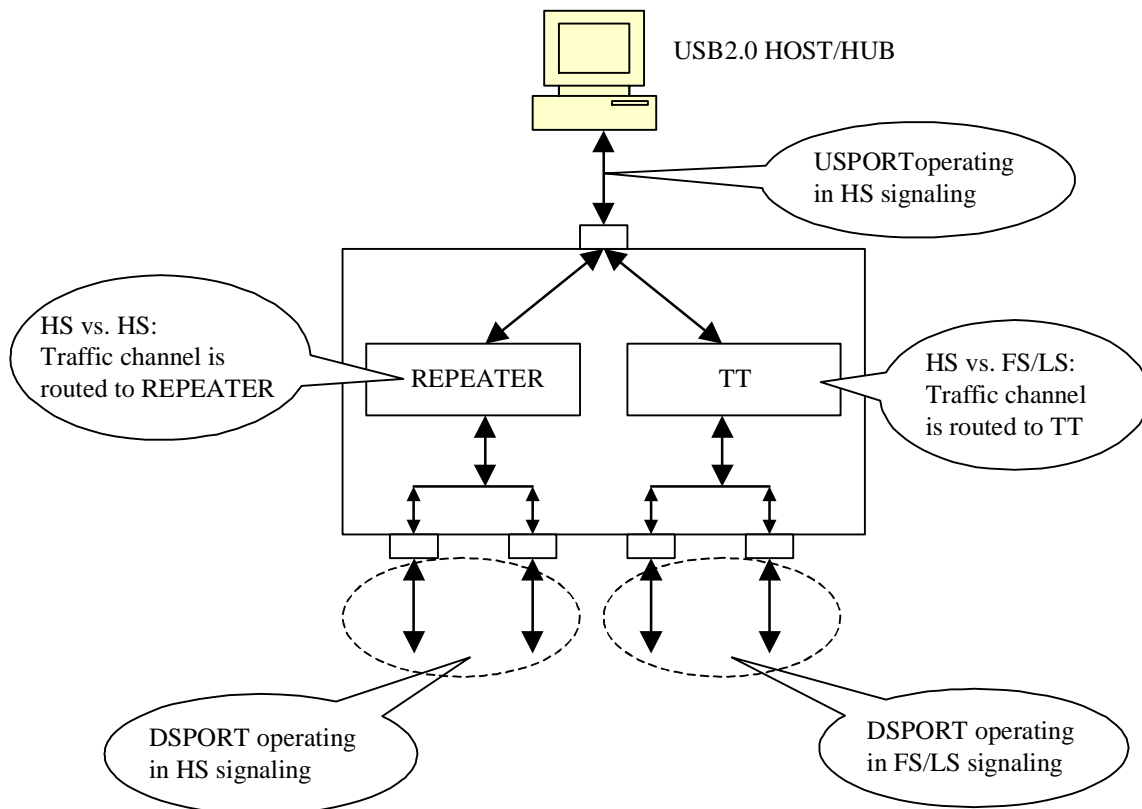 USB2.0 HOST/HUB
USPORToperating
in HS signaling
HS vs. HS:
Traffic channel is
routed to REPEATER
REPEATER
TT
HS vs. FS/LS:
Traffic channel
is routed to TT
DSPORT operating
in HS signaling
DSPORT operating
in FS/LS signaling